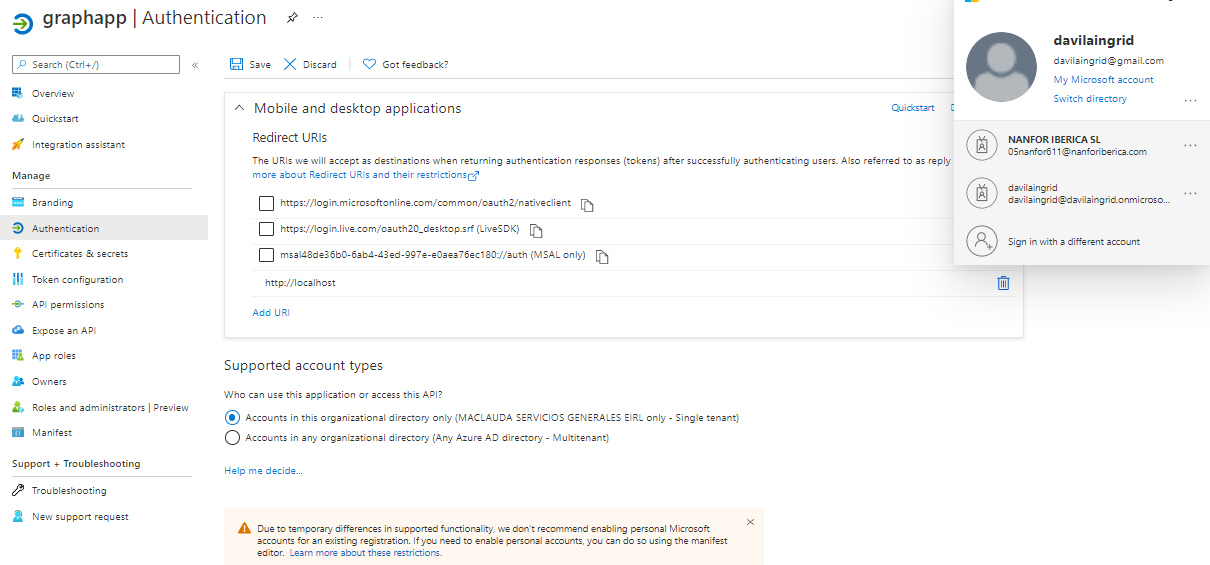 graphapp | Authentication
Search (Ctrl+/)
«
Overview
Quickstart
Integration assistant
Manage
Branding
Authentication
Certificates & secrets
Token configuration
API permissions
Expose an API
App roles
Owners
Roles and administrators | Preview
Manifest
Support + Troubleshooting
Troubleshooting
New support request
Save
Discard
Got feedback?
Mobile and desktop applications
Quickstart
Redirect URIs
The URIs we will accept as destinations when returning authentication responses (tokens) after successfully authenticating users. Also referred to as reply
more about Redirect URIs and their restrictions
https://login.microsoftonline.com/common/oauth2/nativeclient
https://login.live.com/oauth20_desktop.srf (LiveSDK)
msal48de36b0-6ab4-43ed-997e-e0aea76ec180://auth (MSAL only)
http://localhost
Add URI
Supported account types
Who can use this application or access this API?
Accounts in this organizational directory only (MACLAUDA SERVICIOS GENERALES EIRL only - Single tenant)
Accounts in any organizational directory (Any Azure AD directory - Multitenant)
Help me decide...
Due to temporary differences in supported functionality, we don't recommend enabling personal Microsoft
accounts for an existing registration. If you need to enable personal accounts, you can do so using the manifest
editor. Learn more about these restrictions.
davilaingrid
davilaingrid@gmail.com
My Microsoft account
Switch directory
NANFOR IBERICA SL
05nanfor611@nanforiberica.com
davilaingrid
davilaingrid@davilaingrid.onmicroso...
Sign in with a different account